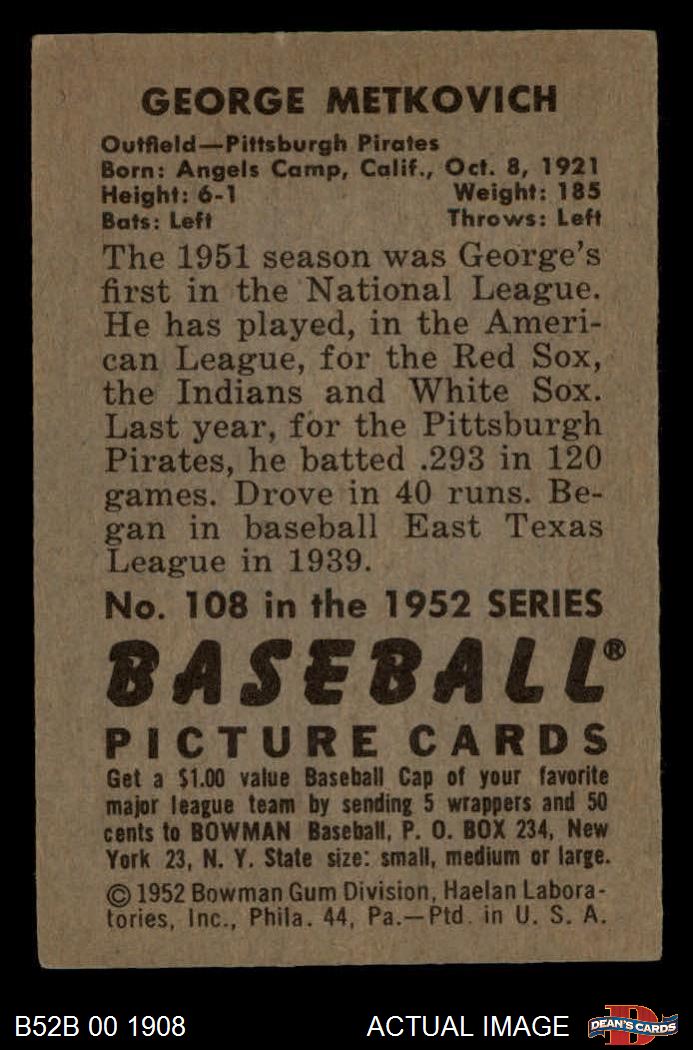 GEORGE METKOVICH
Outfield—Pittsburgh Pirates
Born: Angels Camp, Calif., Oct. 8, 1921
Height: 6-1 Weight: 185
Bats: Left Throws: Left
The 1951 season was George's
first in the National League.
He has played, in the Ameri-
can League, for the Red Sox,
the Indians and White Sox.
Last year, for the Pittsburgh
Pirates, he batted .293 in 120
games. Drove in 40 runs. Be-
gan in baseball East Texas
League in 1939.
No. 108 in the 1952 SERIES
BASEBALL®
PICTURE CARDS
Get a $1.00 value Baseball Cap of your favorite
major league team by sending 5 wrappers and 50
cents to BOWMAN Baseball, P. O. BOX 234, New
York 23, N. Y. State size: small, medium or large.
© 1952 Bowman Gum Division, Haelan Labora-
tories, Inc., Phila. 44, Pa.—Ptd. in U. S. A.
B52B 00 1908 ACTUAL IMAGE D DEAN'S CARDS